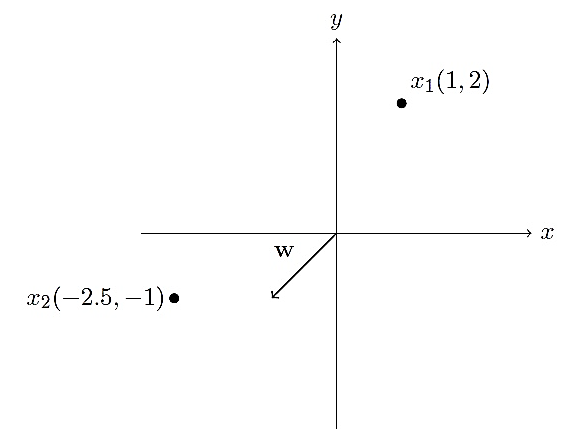 y
x₁(1, 2)
x
w
x₂(−2.5, −1)